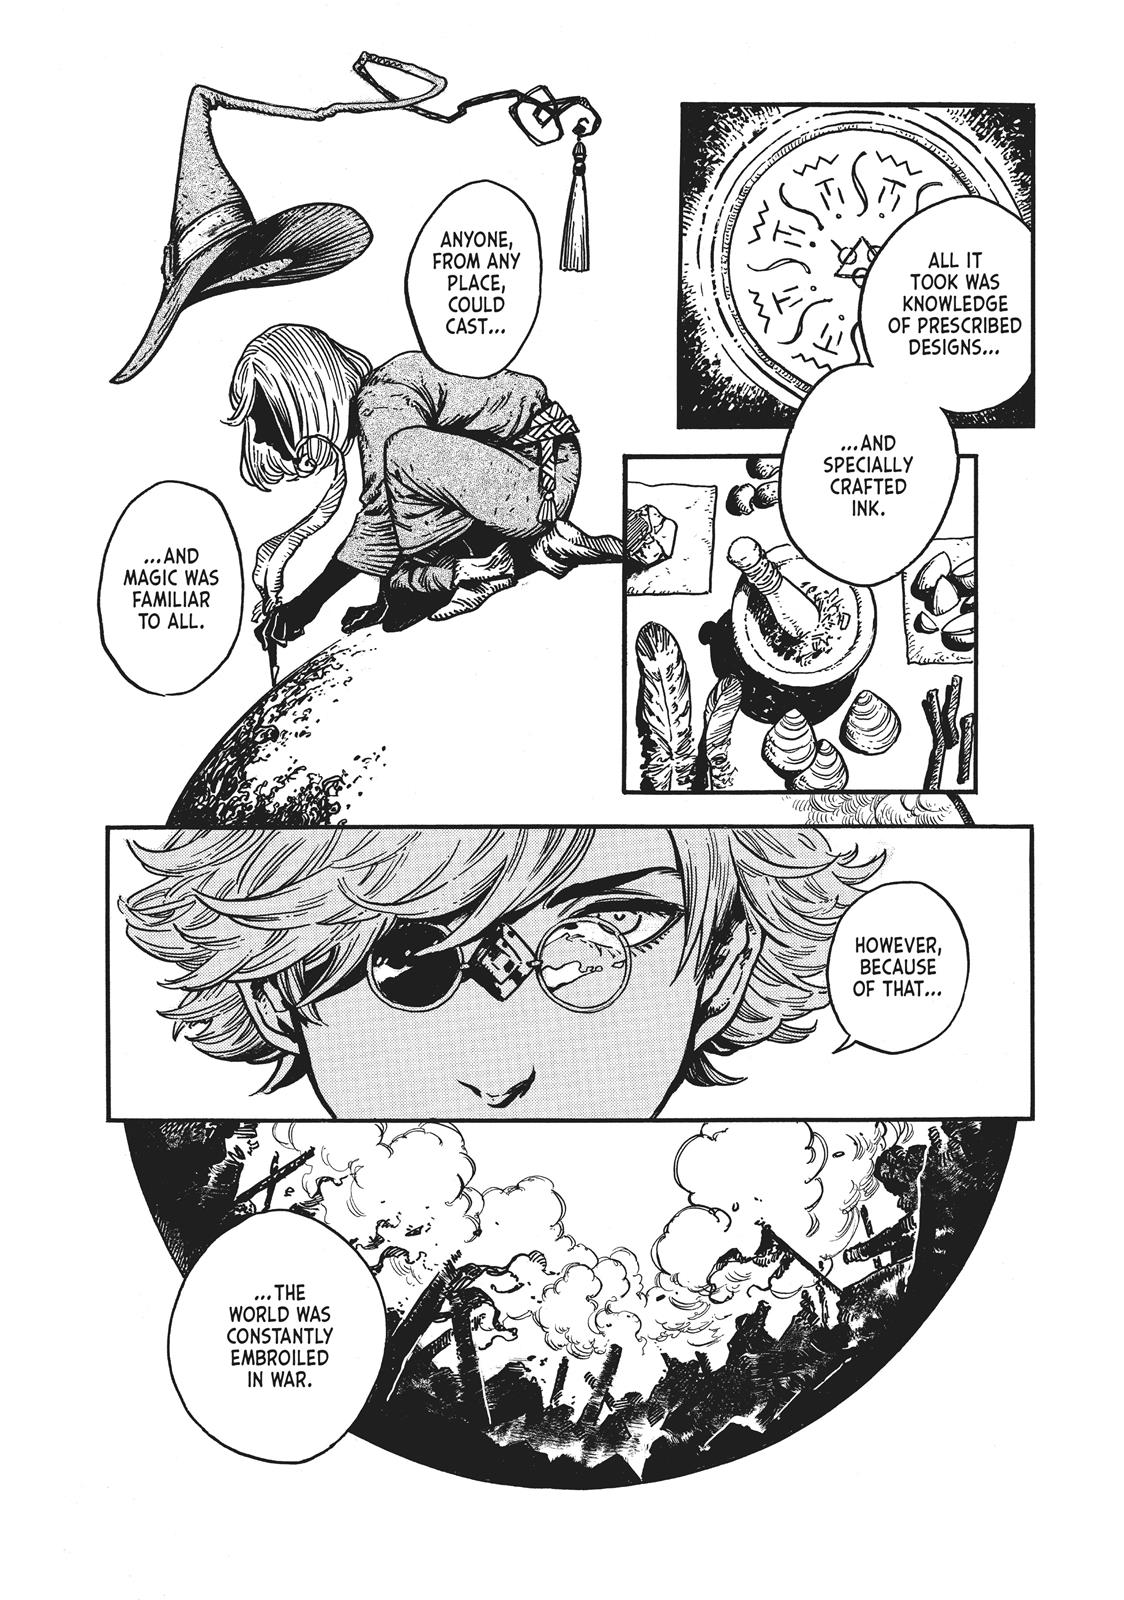 ALL IT
TOOK WAS
KNOWLEDGE
OF PRESCRIBED
DESIGNS...
...AND
SPECIALLY
CRAFTED
INK.
ANYONE,
FROM ANY
PLACE,
COULD
CAST...
...AND
MAGIC WAS
FAMILIAR
TO ALL.
HOWEVER,
BECAUSE
OF THAT...
...THE
WORLD WAS
CONSTANTLY
EMBROILED
IN WAR.